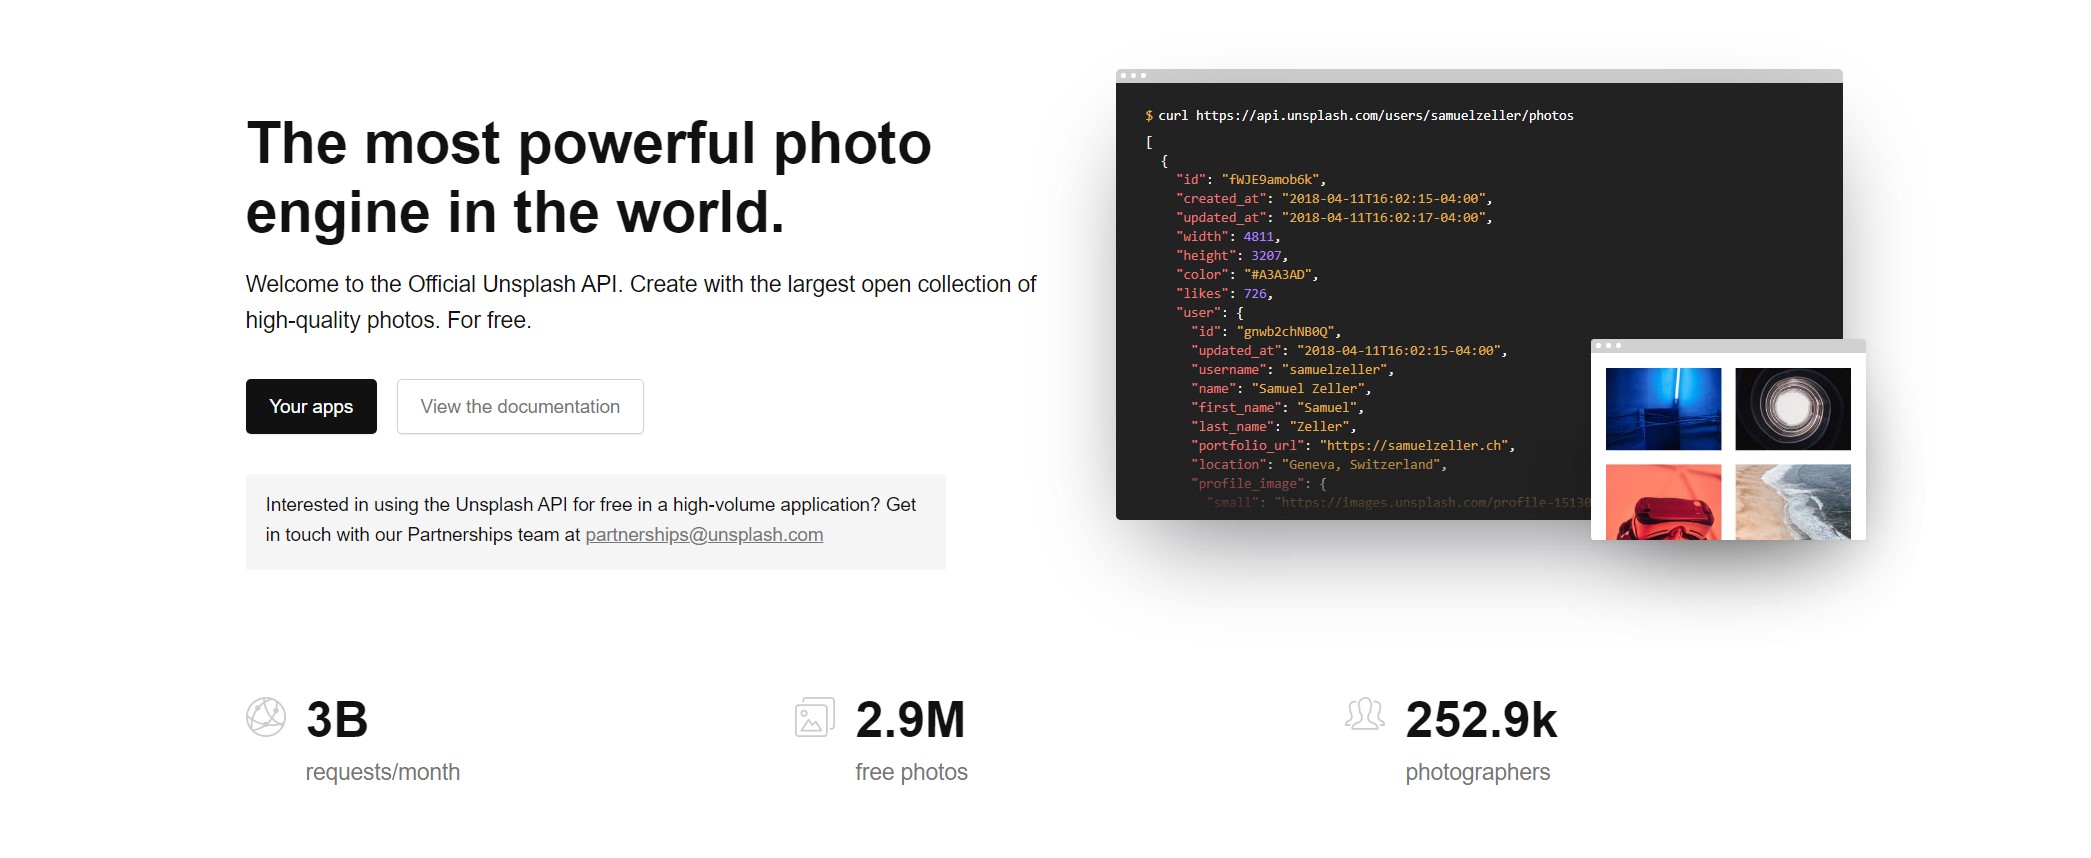 The most powerful photo
engine in the world.
Welcome to the Official Unsplash API. Create with the largest open collection of
high-quality photos. For free.
Your apps
View the documentation
Interested in using the Unsplash API for free in a high-volume application? Get
in touch with our Partnerships team at partnerships@unsplash.com
$ curl https://api.unsplash.com/users/samuelzeller/photos
[
{
"id": "fWJE9amob6k",
"created_at": "2018-04-11T16:02:15-04:00",
"updated_at": "2018-04-11T16:02:17-04:00",
"width": 4811,
"height": 3207,
"color": "#A3A3AD",
"likes": 726,
"user": {
"id": "gnwb2chNB0Q",
"updated_at": "2018-04-11T16:02:15-04:00",
"username": "samuelzeller",
"name": "Samuel Zeller",
"first_name": "Samuel",
"last_name": "Zeller",
"portfolio_url": "https://samuelzeller.ch",
"location": "Geneva, Switzerland",
"profile_image": {
"small": "https://images.unsplash.com/profile-15130
3B
requests/month
2.9M
free photos
252.9k
photographers